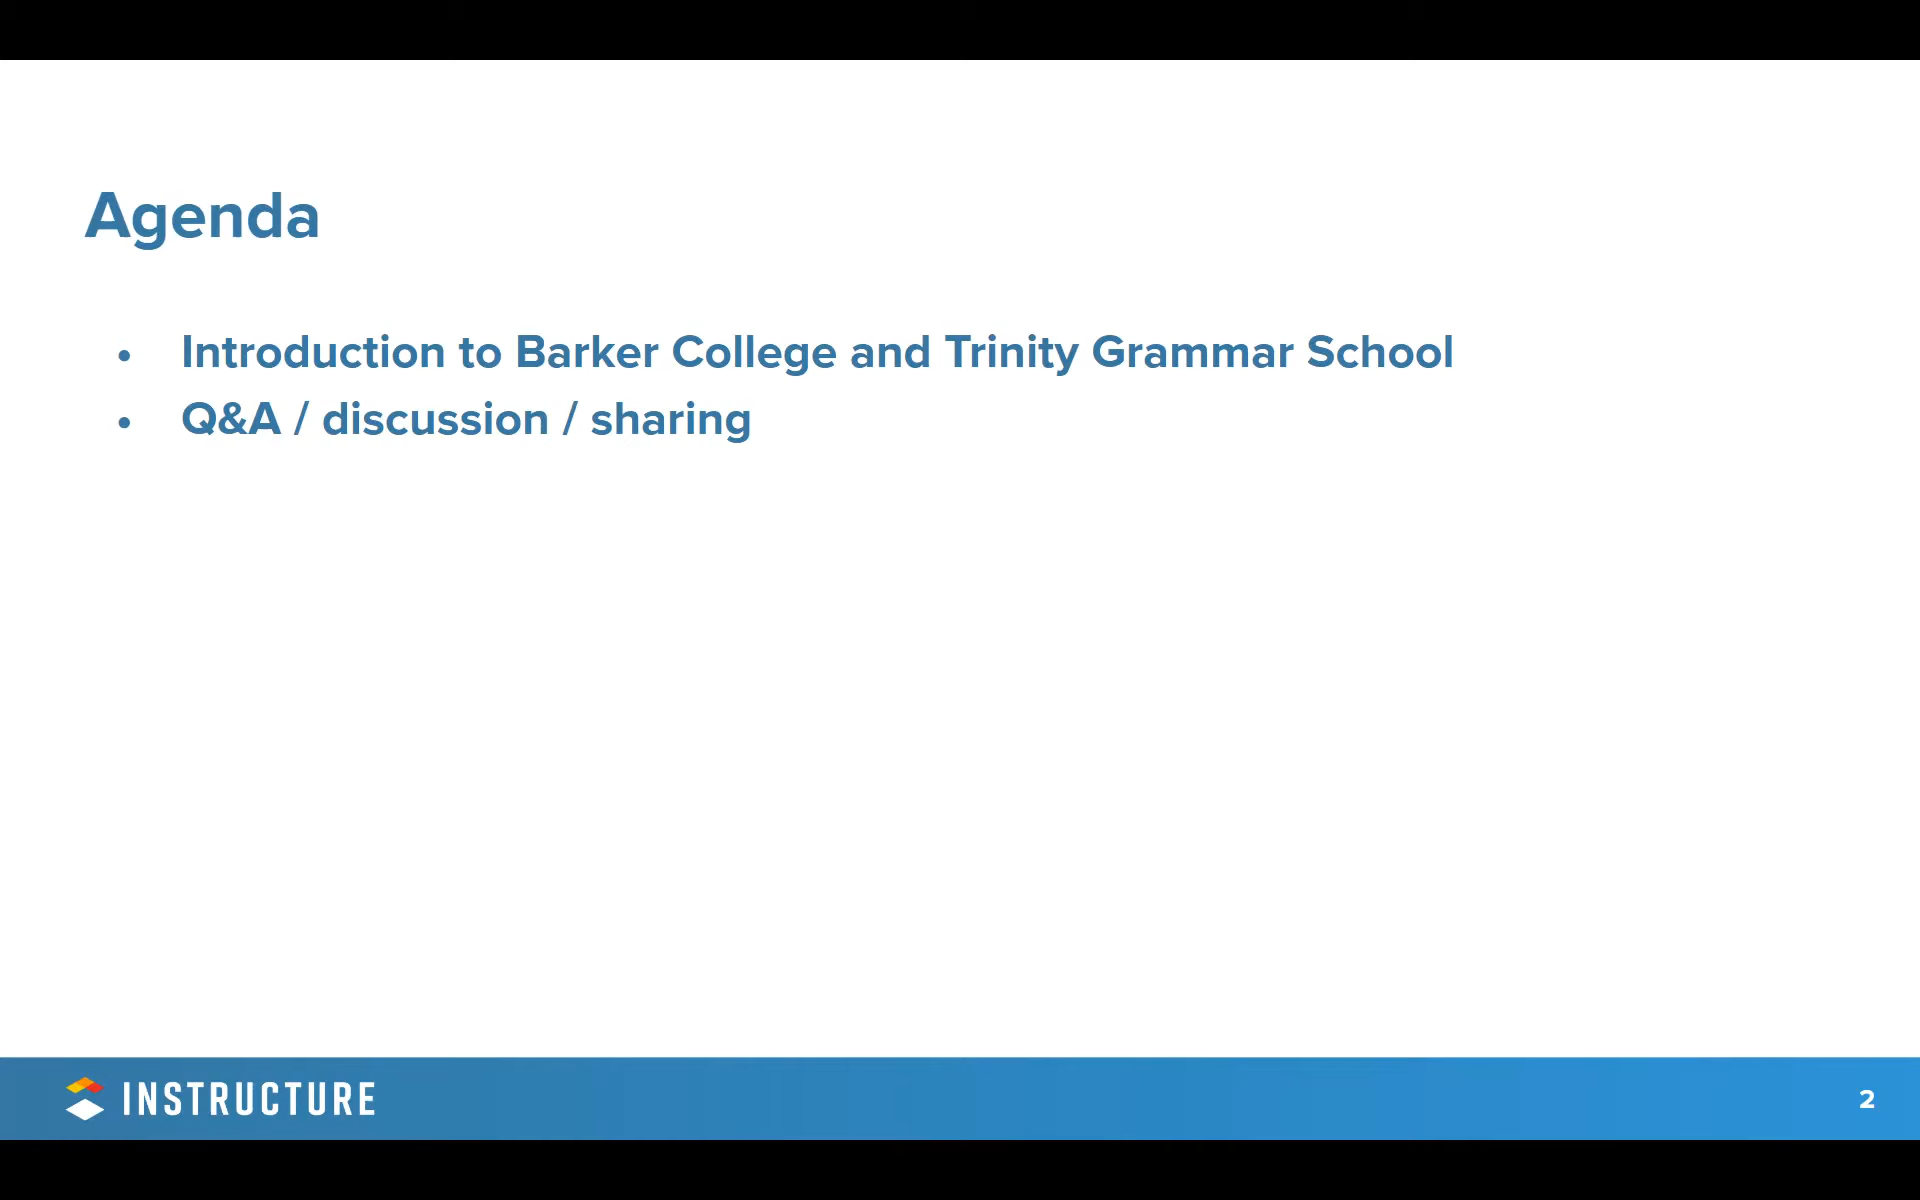 Agenda
• Introduction to Barker College and Trinity Grammar School
• Q&A / discussion / sharing
INSTRUCTURE
2